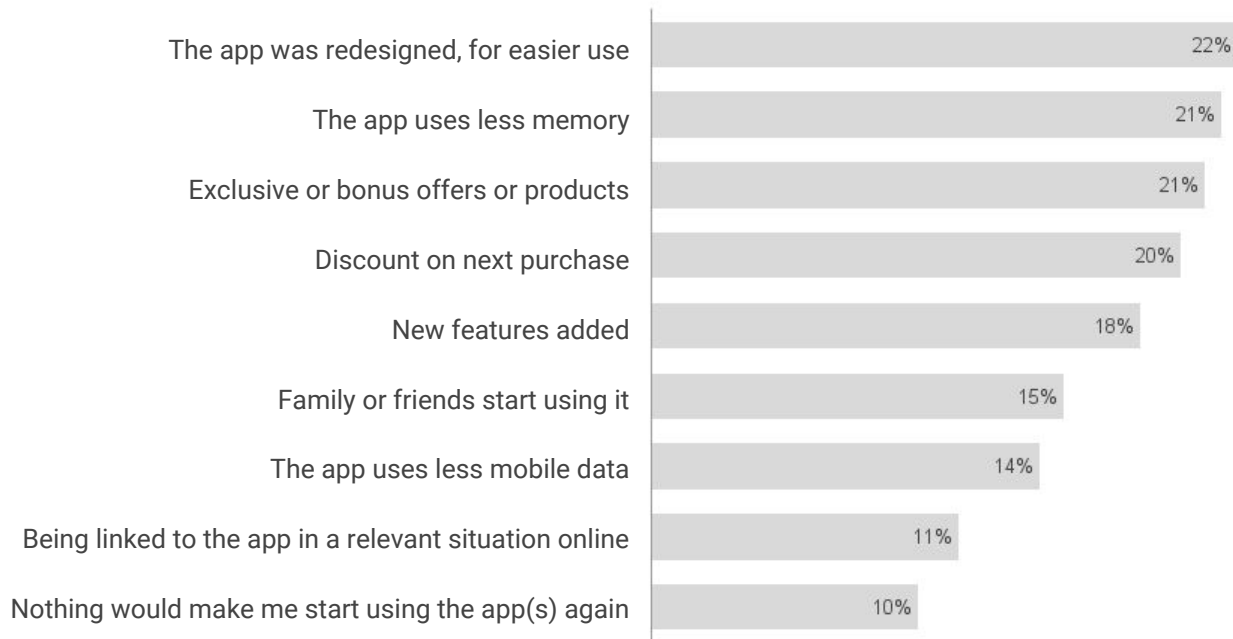 The app was redesigned, for easier use 22%
The app uses less memory 21%
Exclusive or bonus offers or products 21%
Discount on next purchase 20%
New features added 18%
Family or friends start using it 15%
The app uses less mobile data 14%
Being linked to the app in a relevant situation online 11%
Nothing would make me start using the app(s) again 10%